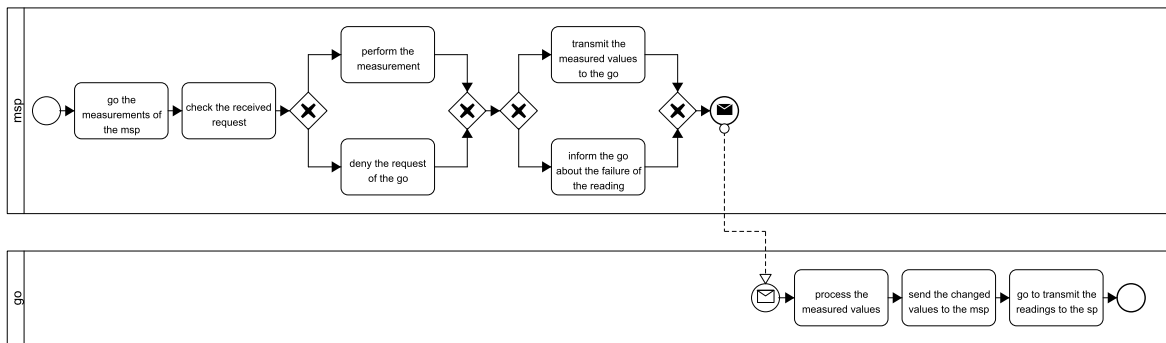 msp
go the
measurements of
the msp
check the received
request
perform the
measurement
deny the request
of the go
transmit the
measured values
to the go
inform the go
about the failure of
the reading
go
process the
measured values
send the changed
values to the msp
go to transmit the
readings to the sp